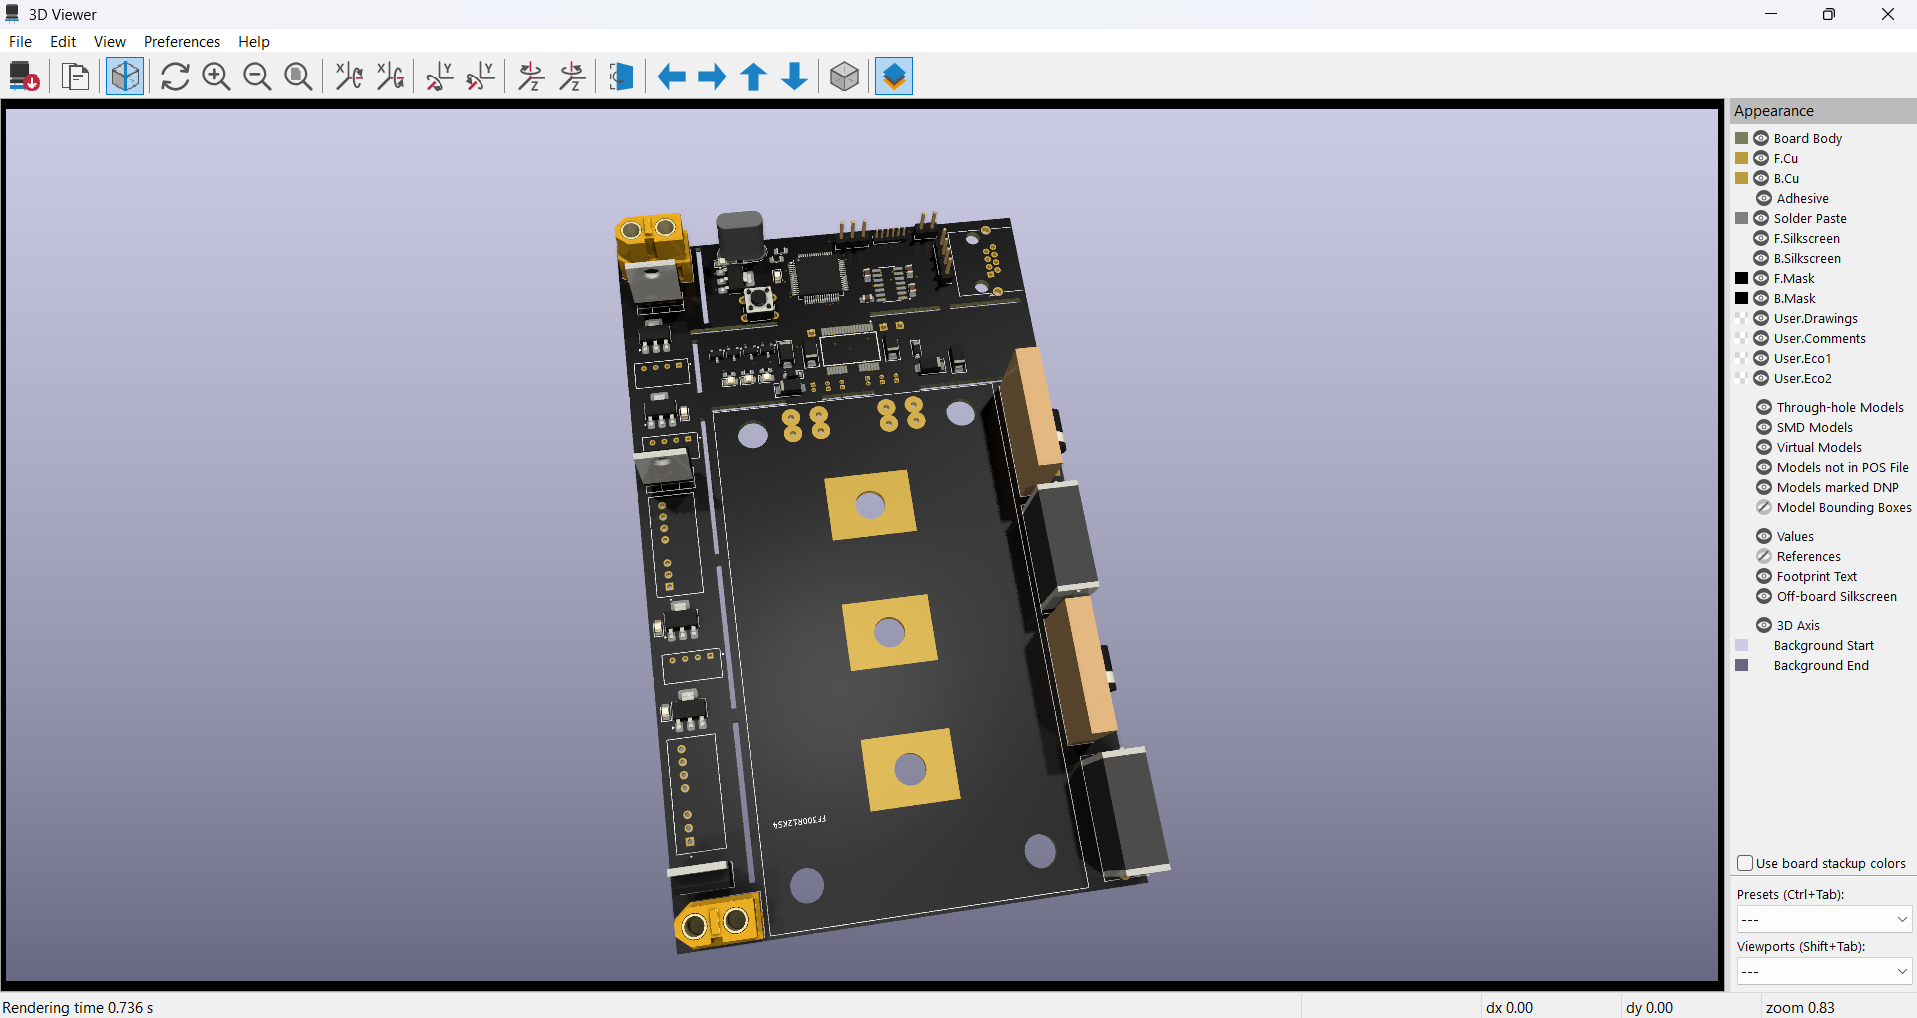 3D Viewer
File Edit View Preferences Help
Appearance
Board Body
F.Cu
B.Cu
Adhesive
Solder Paste
F.Silkscreen
B.Silkscreen
F.Mask
B.Mask
User.Drawings
User.Comments
User.Eco1
User.Eco2
Through-hole Models
SMD Models
Virtual Models
Models not in POS File
Models marked DNP
Model Bounding Boxes
Values
References
Footprint Text
Off-board Silkscreen
3D Axis
Background Start
Background End
FF300R12KS4
Use board stackup colors
Presets (Ctrl+Tab):
---
Viewports (Shift+Tab):
---
Rendering time 0.736 s
dx 0.00
dy 0.00
zoom 0.83